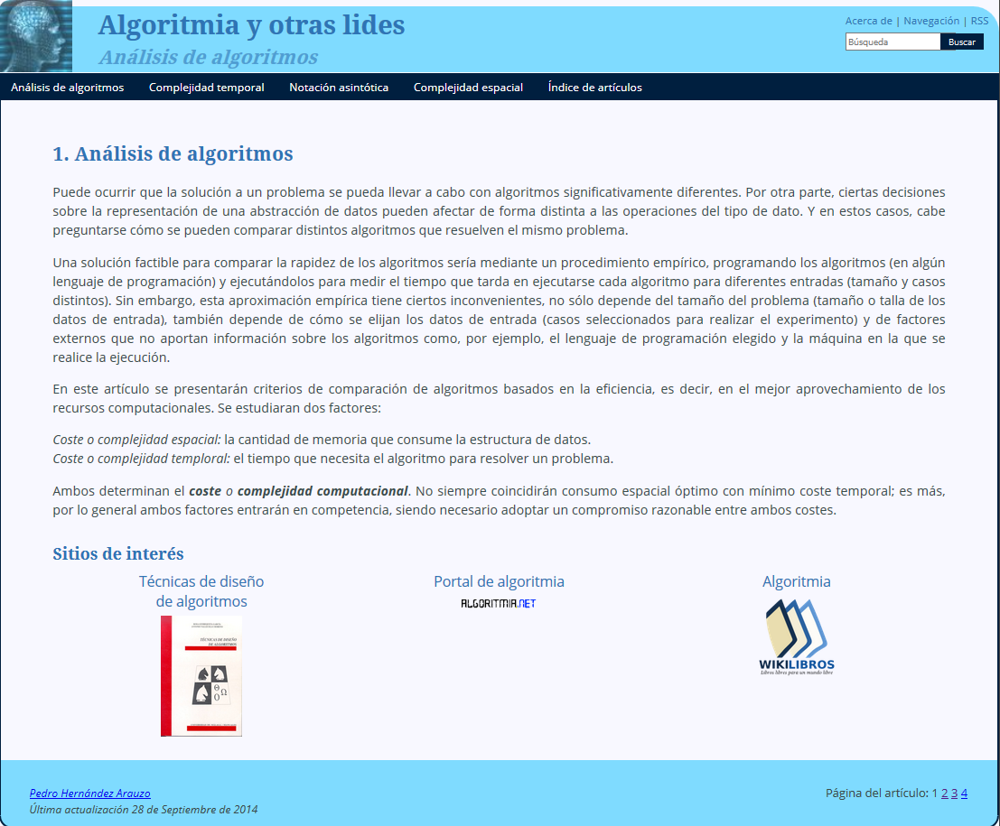 Algoritmia y otras lides
Análisis de algoritmos
Acerca de | Navegación | RSS
Búsqueda
Buscar
Análisis de algoritmos
Complejidad temporal
Notación asintótica
Complejidad espacial
Índice de artículos
1. Análisis de algoritmos
Puede ocurrir que la solución a un problema se pueda llevar a cabo con algoritmos significativamente diferentes. Por otra parte, ciertas decisiones
sobre la representación de una abstracción de datos pueden afectar de forma distinta a las operaciones del tipo de dato. Y en estos casos, cabe
preguntarse cómo se pueden comparar distintos algoritmos que resuelven el mismo problema.
Una solución factible para comparar la rapidez de los algoritmos sería mediante un procedimiento empírico, programando los algoritmos (en algún
lenguaje de programación) y ejecutándolos para medir el tiempo que tarda en ejecutarse cada algoritmo para diferentes entradas (tamaño y casos
distintos). Sin embargo, esta aproximación empírica tiene ciertos inconvenientes, no sólo depende del tamaño del problema (tamaño o talla de los
datos de entrada), también depende de cómo se elijan los datos de entrada (casos seleccionados para realizar el experimento) y de factores
externos que no aportan información sobre los algoritmos como, por ejemplo, el lenguaje de programación elegido y la máquina en la que se
realice la ejecución.
En este artículo se presentarán criterios de comparación de algoritmos basados en la eficiencia, es decir, en el mejor aprovechamiento de los
recursos computacionales. Se estudiaran dos factores:
Coste o complejidad espacial: la cantidad de memoria que consume la estructura de datos.
Coste o complejidad temploral: el tiempo que necesita el algoritmo para resolver un problema.
Ambos determinan el coste o complejidad computacional. No siempre coincidirán consumo espacial óptimo con mínimo coste temporal; es más,
por lo general ambos factores entrarán en competencia, siendo necesario adoptar un compromiso razonable entre ambos costes.
Sitios de interés
Técnicas de diseño
de algoritmos
TÉCNICAS DE DISEÑO
DE ALGORITMOS
Θ Ω
O
Portal de algoritmia
ALGORITMIA.NET
Algoritmia
WIKILIBROS
Libros libres para un mundo libre
Pedro Hernández Arauzo
Última actualización 28 de Septiembre de 2014
Página del artículo: 1 2 3 4